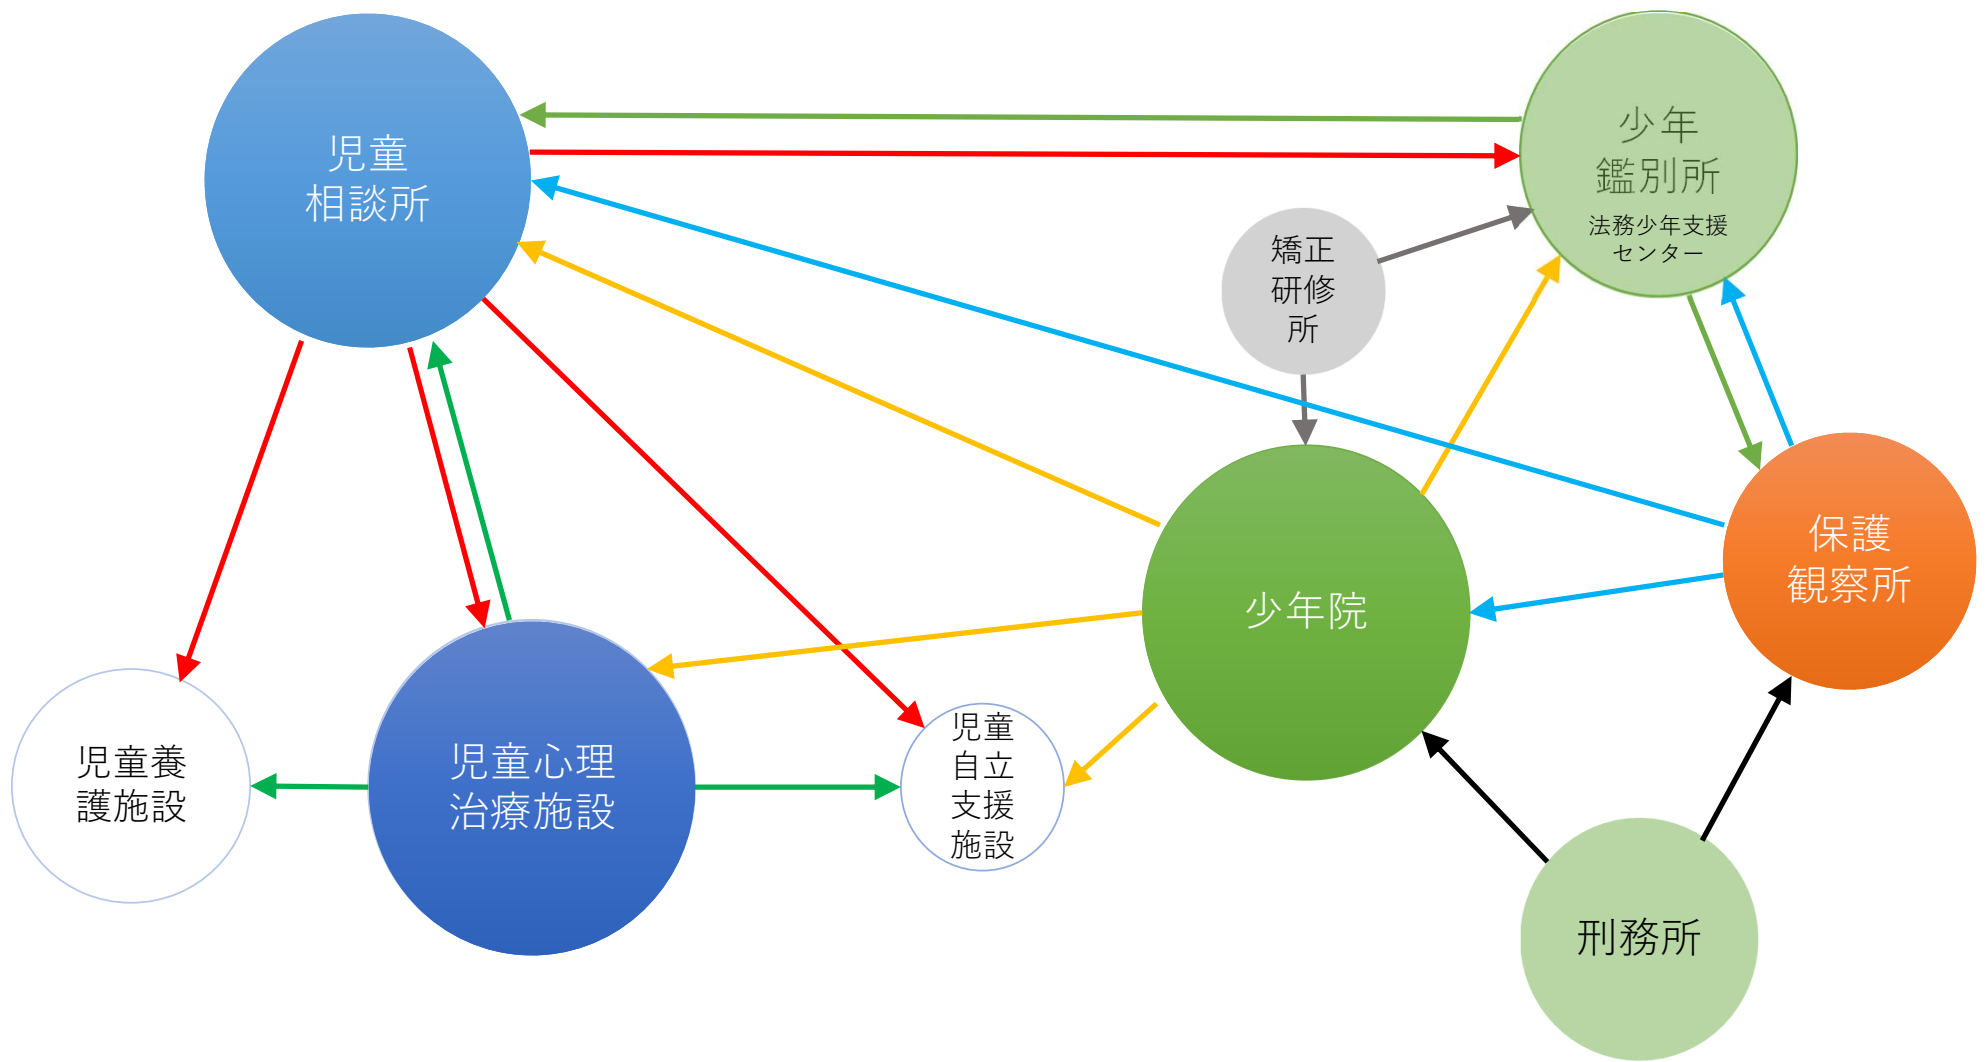 児童
相談所
少年
鑑別所
法務少年支援
センター
矯正
研修
所
保護
観察所
少年院
児童養
護施設
児童心理
治療施設
児童
自立
支援
施設
刑務所